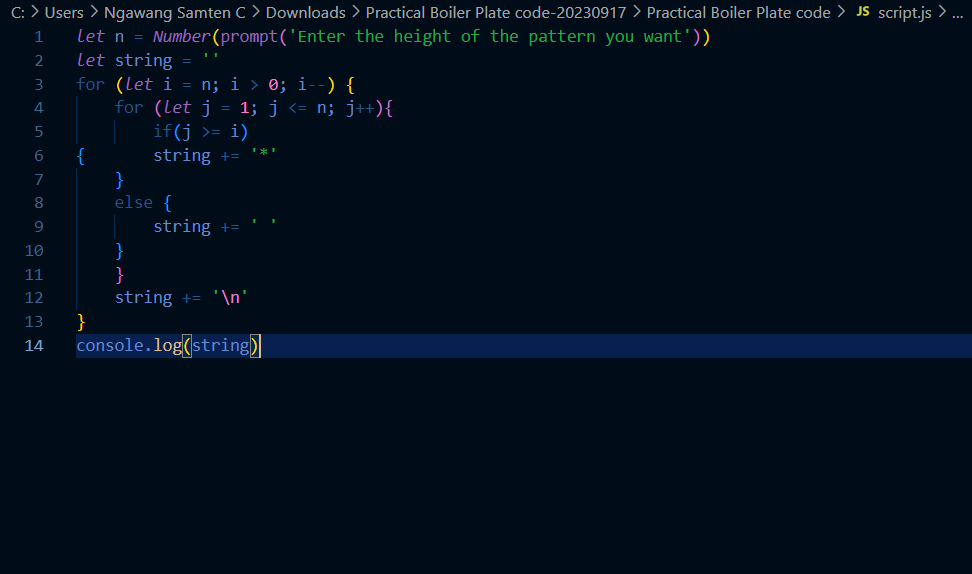 C: > Users > Ngawang Samten C > Downloads > Practical Boiler Plate code-20230917 > Practical Boiler Plate code > JS script.js > ...
1 let n = Number(prompt('Enter the height of the pattern you want'))
2 let string = ''
3 for (let i = n; i > 0; i--) {
4     for (let j = 1; j <= n; j++){
5         if(j >= i)
6 {       string += '*'
7     }
8     else {
9         string += ' '
10     }
11     }
12     string += '\n'
13 }
14 console.log(string)